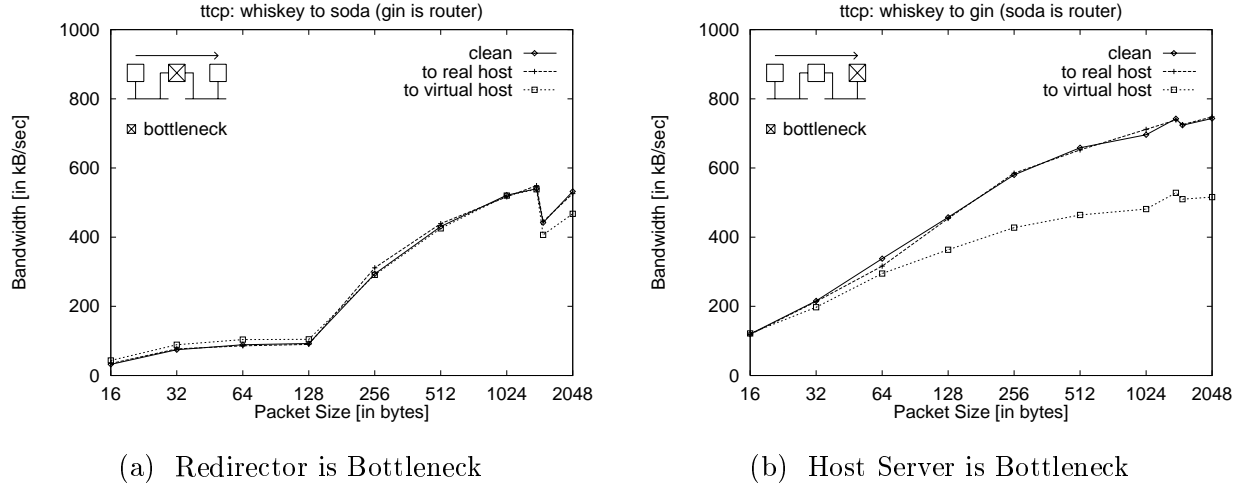 ttcp: whiskey to soda (gin is router)
1000
800
600
400
200
0
Bandwidth [in kB/sec]
clean
to real host
to virtual host
bottleneck
16 32 64 128 256 512 1024 2048
Packet Size [in bytes]
(a) Redirector is Bottleneck
ttcp: whiskey to gin (soda is router)
1000
800
600
400
200
0
Bandwidth [in kB/sec]
clean
to real host
to virtual host
bottleneck
16 32 64 128 256 512 1024 2048
Packet Size [in bytes]
(b) Host Server is Bottleneck